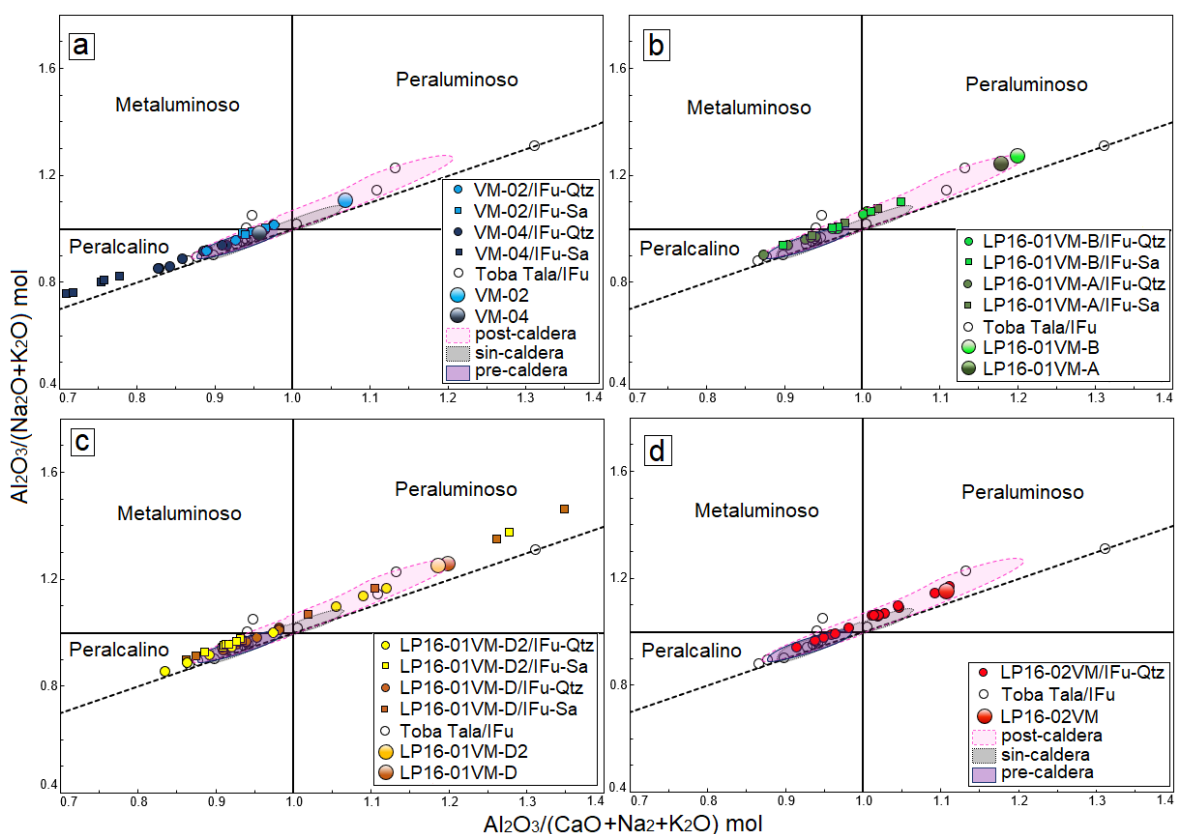 a
Metaluminoso
Peraluminoso
Peralcalino
1.6
1.2
0.8
0.4
0.7 0.8 0.9 1.0 1.1 1.2 1.3 1.4
VM-02/IFu-Qtz
VM-02/IFu-Sa
VM-04/IFu-Qtz
VM-04/IFu-Sa
Toba Tala/IFu
VM-02
VM-04
post-caldera
sin-caldera
pre-caldera
b
Metaluminoso
Peraluminoso
Peralcalino
1.6
1.2
0.8
0.4
0.7 0.8 0.9 1.0 1.1 1.2 1.3 1.4
LP16-01VM-B/IFu-Qtz
LP16-01VM-B/IFu-Sa
LP16-01VM-A/IFu-Qtz
LP16-01VM-A/IFu-Sa
Toba Tala/IFu
LP16-01VM-B
LP16-01VM-A
c
Metaluminoso
Peraluminoso
Peralcalino
1.6
1.2
0.8
0.4
0.7 0.8 0.9 1.0 1.1 1.2 1.3 1.4
LP16-01VM-D2/IFu-Qtz
LP16-01VM-D2/IFu-Sa
LP16-01VM-D/IFu-Qtz
LP16-01VM-D/IFu-Sa
Toba Tala/IFu
LP16-01VM-D2
LP16-01VM-D
d
Metaluminoso
Peraluminoso
Peralcalino
1.6
1.2
0.8
0.4
0.7 0.8 0.9 1.0 1.1 1.2 1.3 1.4
LP16-02VM/IFu-Qtz
Toba Tala/IFu
LP16-02VM
post-caldera
sin-caldera
pre-caldera
Al₂O₃/(Na₂O+K₂O) mol
Al₂O₃/(CaO+Na₂+K₂O) mol